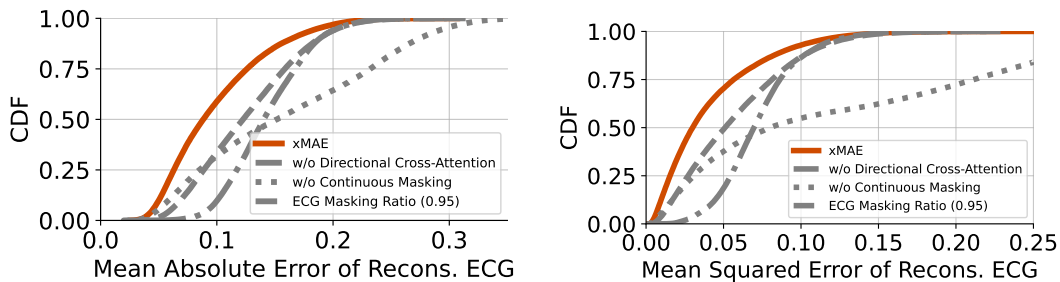 1.00
0.75
CDF
0.50
0.25
0.00
xMAE
w/o Directional Cross-Attention
w/o Continuous Masking
ECG Masking Ratio (0.95)
0.0 0.1 0.2 0.3
Mean Absolute Error of Recons. ECG
1.00
0.75
CDF
0.50
0.25
0.00
xMAE
w/o Directional Cross-Attention
w/o Continuous Masking
ECG Masking Ratio (0.95)
0.00 0.05 0.10 0.15 0.20 0.25
Mean Squared Error of Recons. ECG